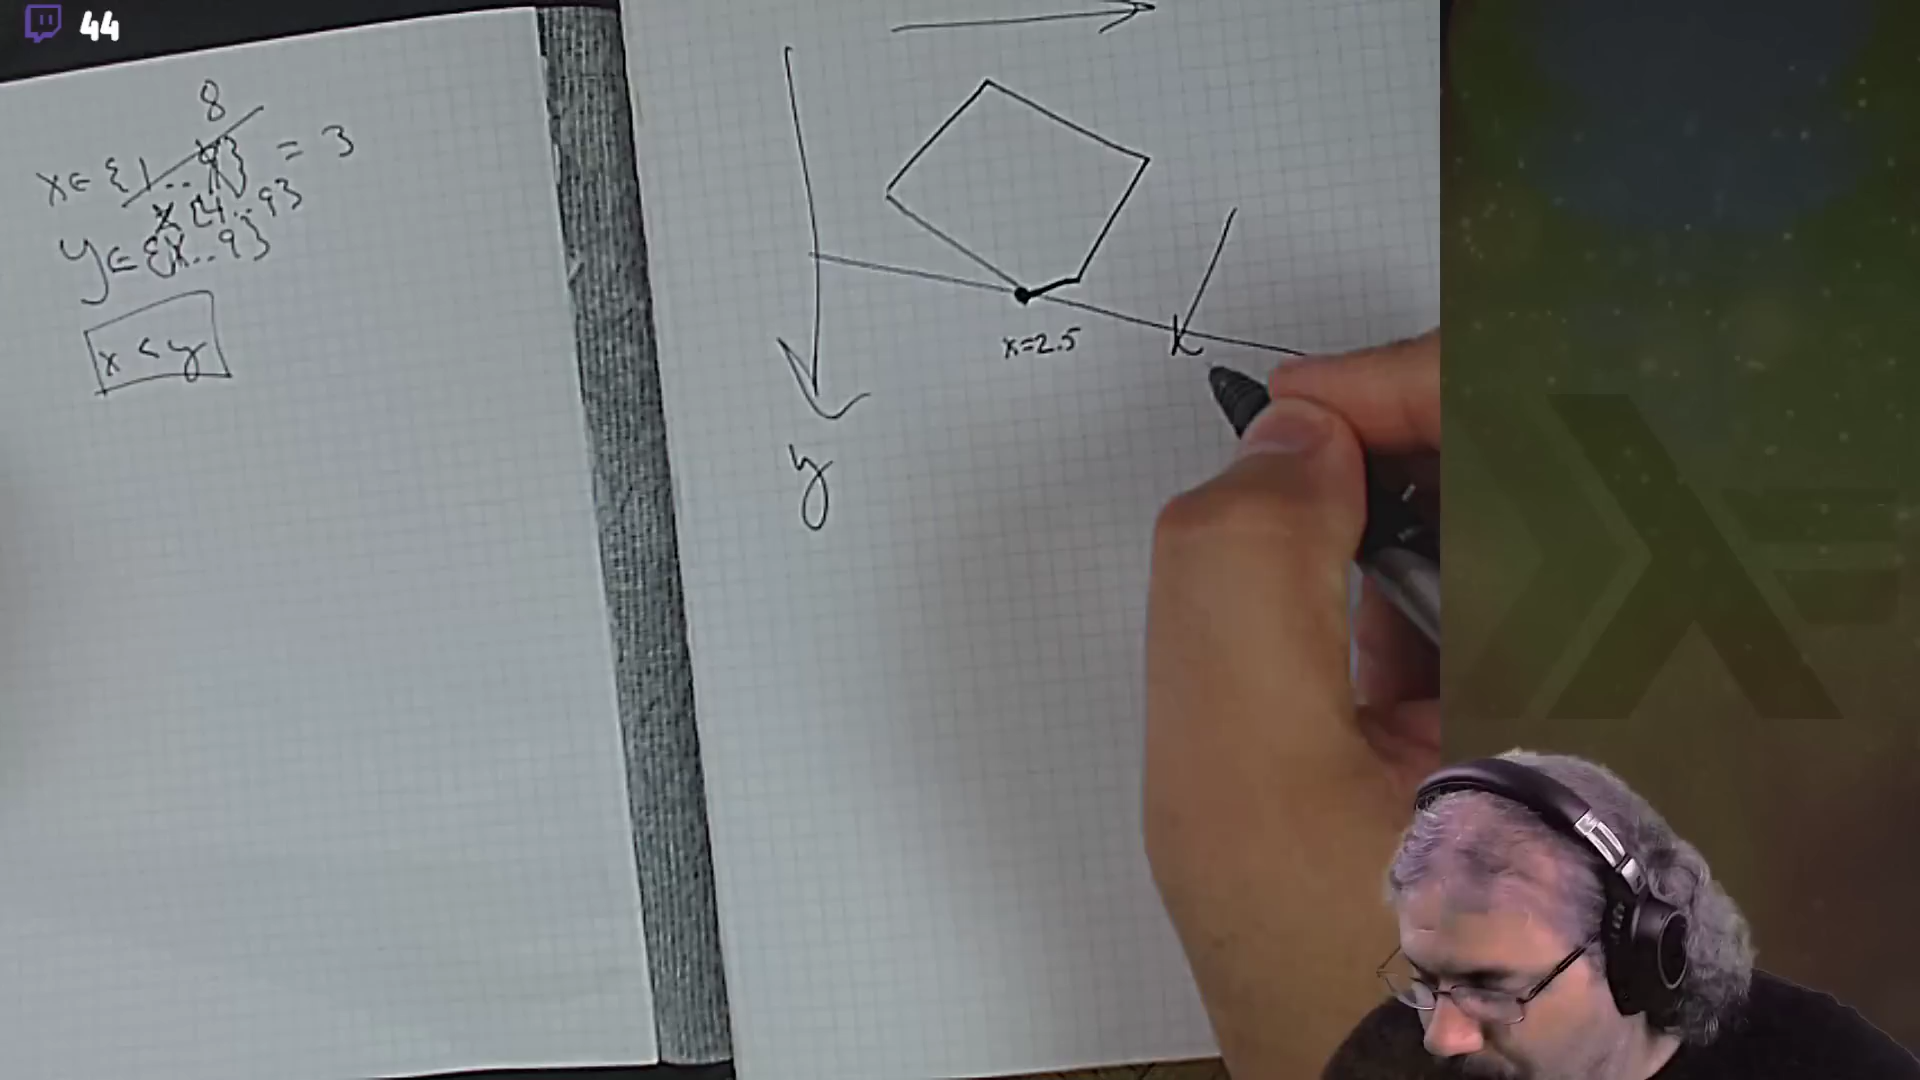 44
8
x ∈ {1..9} = 3
x {4..9}
y ∈ {x..9}
x < y
x=2.5
y